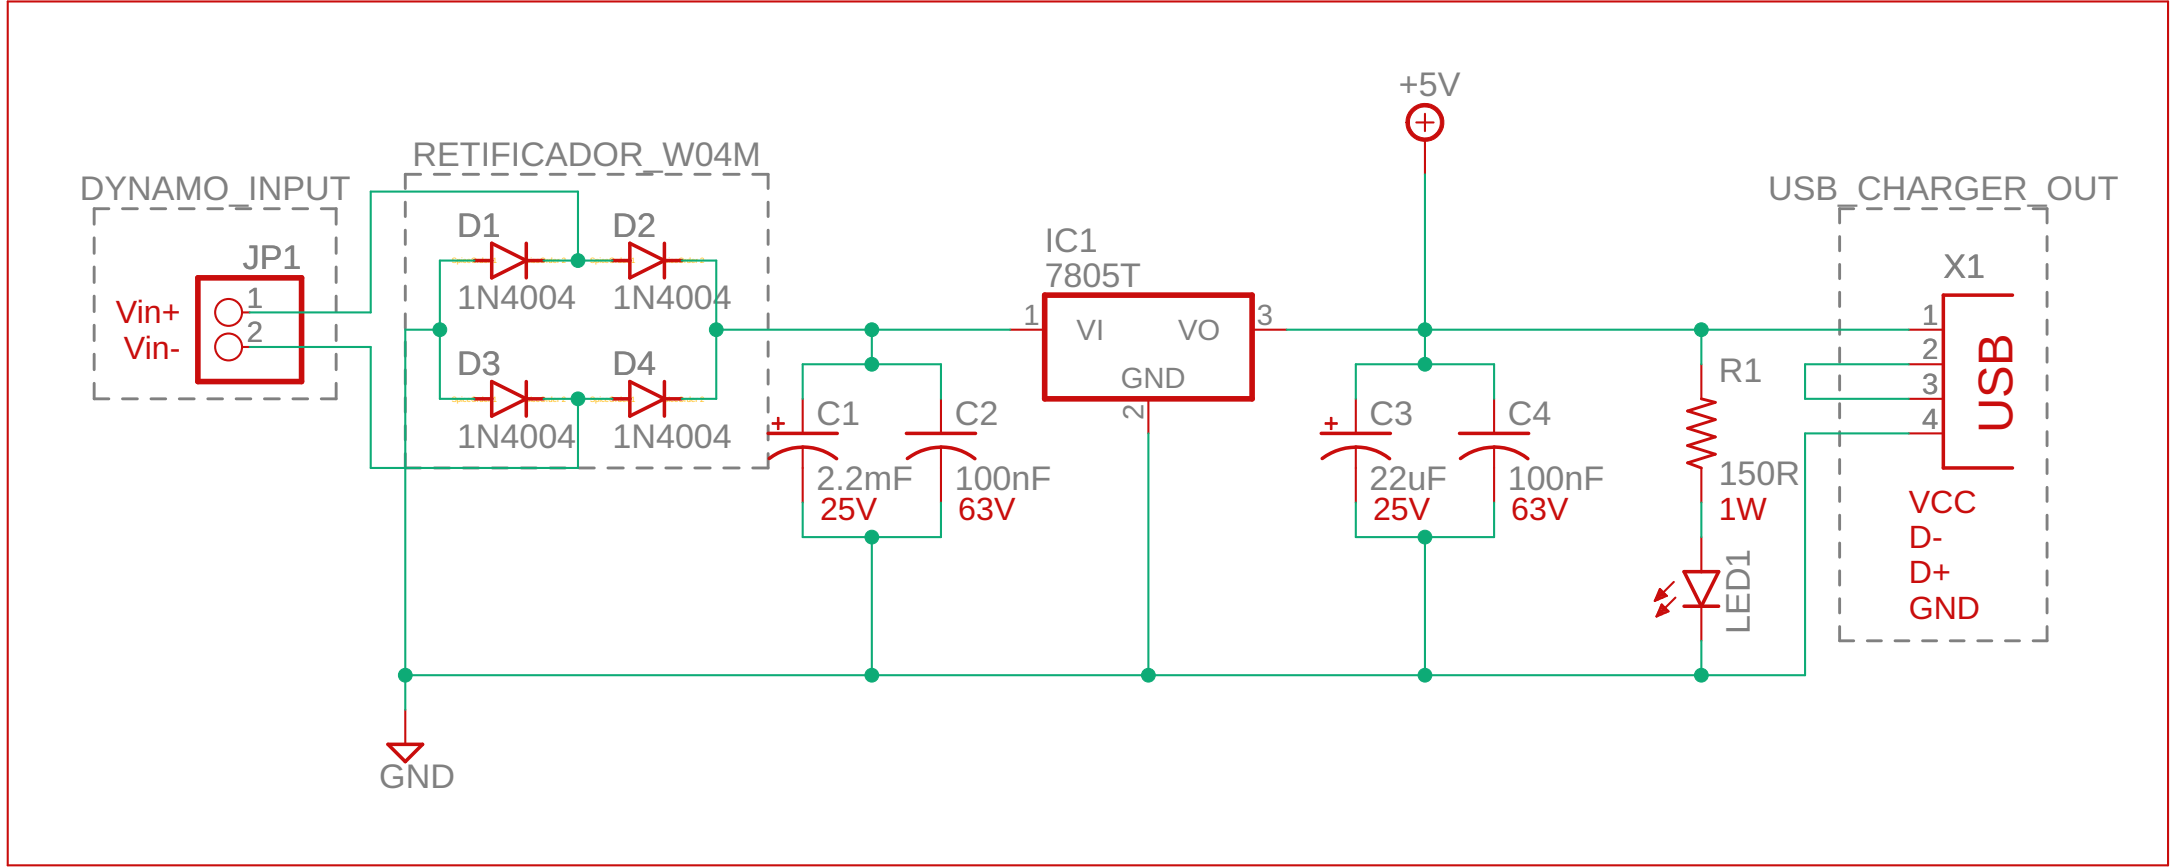 +5V
RETIFICADOR_W04M
DYNAMO_INPUT
USB_CHARGER_OUT
JP1
Vin+
1
Vin-
2
D1
1N4004
D2
1N4004
D3
1N4004
D4
1N4004
IC1
7805T
1
VI
VO
3
GND
2
+
C1
2.2mF
25V
C2
100nF
63V
+
C3
22uF
25V
C4
100nF
63V
R1
150R
1W
LED1
X1
1
2
3
4
USB
VCC
D-
D+
GND
GND